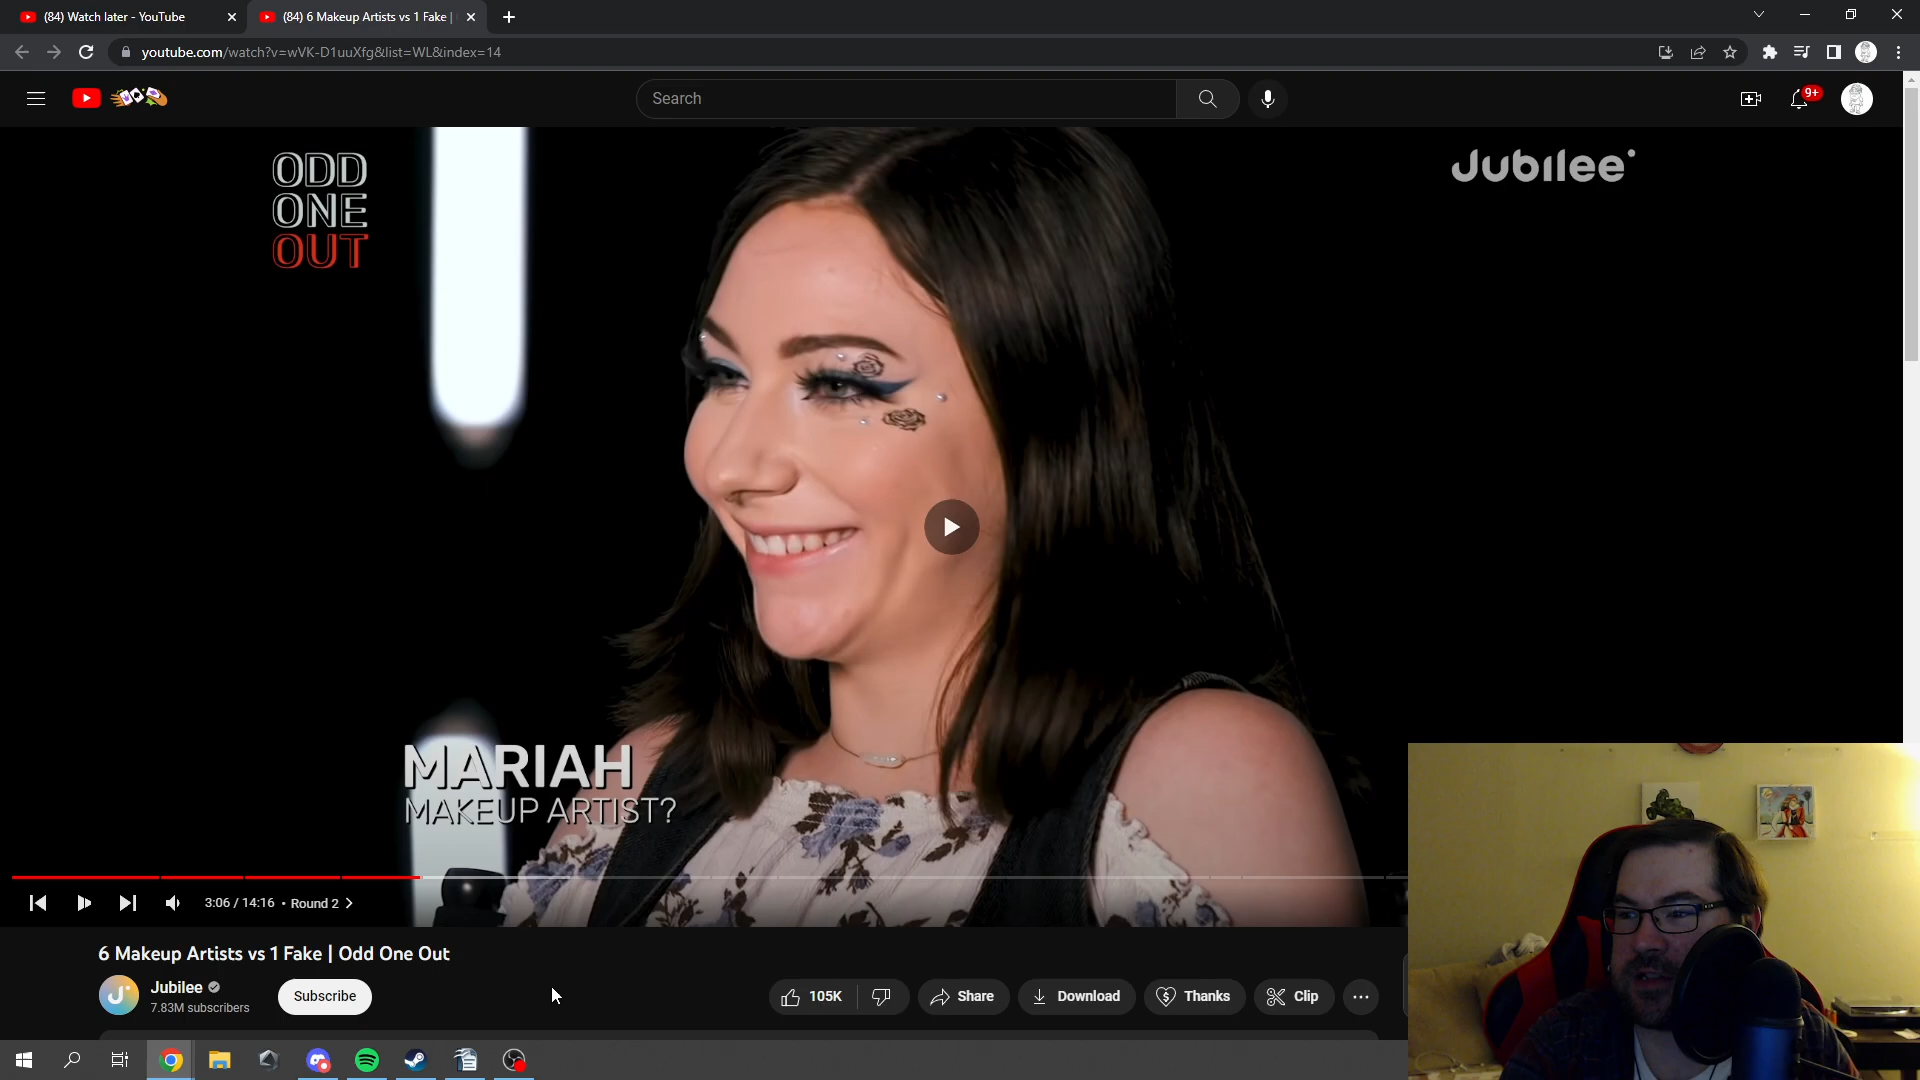 (84) Watch later - YouTube
(84) 6 Makeup Artists vs 1 Fake |
youtube.com/watch?v=wVK-D1uuXfg&list=WL&index=14
Search
9+
ODD
ONE
OUT
Jubilee
MARIAH
MAKEUP ARTIST?
3:06 / 14:16 • Round 2
6 Makeup Artists vs 1 Fake | Odd One Out
Jubilee
7.83M subscribers
Subscribe
105K
Share
Download
Thanks
Clip